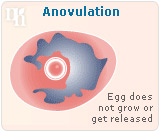 Anovulation
Egg does
not grow or
get released